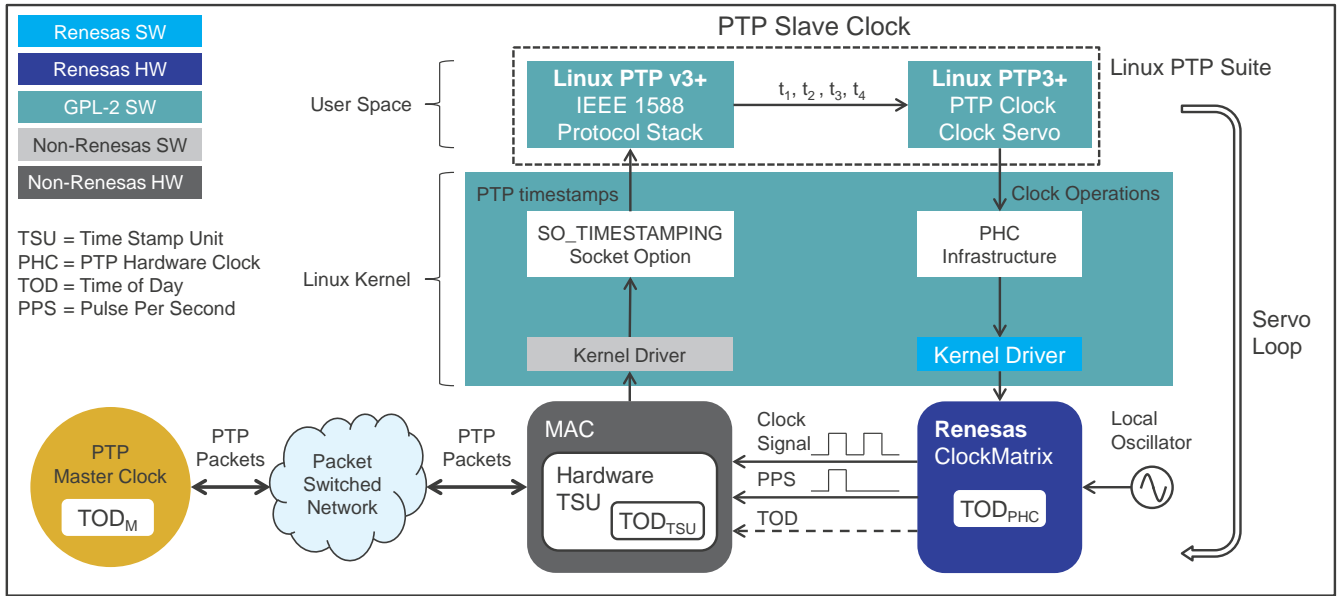 Renesas SW
Renesas HW
GPL-2 SW
Non-Renesas SW
Non-Renesas HW
TSU = Time Stamp Unit
PHC = PTP Hardware Clock
TOD = Time of Day
PPS = Pulse Per Second
PTP Slave Clock
Linux PTP Suite
User Space
Linux PTP v3+
IEEE 1588
Protocol Stack
t₁, t₂ , t₃, t₄
Linux PTP3+
PTP Clock
Clock Servo
Linux Kernel
PTP timestamps
Clock Operations
SO_TIMESTAMPING
Socket Option
PHC
Infrastructure
Kernel Driver
Kernel Driver
Servo
Loop
PTP
Master Clock
TOD_M
PTP
Packets
Packet
Switched
Network
PTP
Packets
MAC
Hardware
TSU
TOD_TSU
Clock
Signal
PPS
TOD
Renesas
ClockMatrix
TOD_PHC
Local
Oscillator